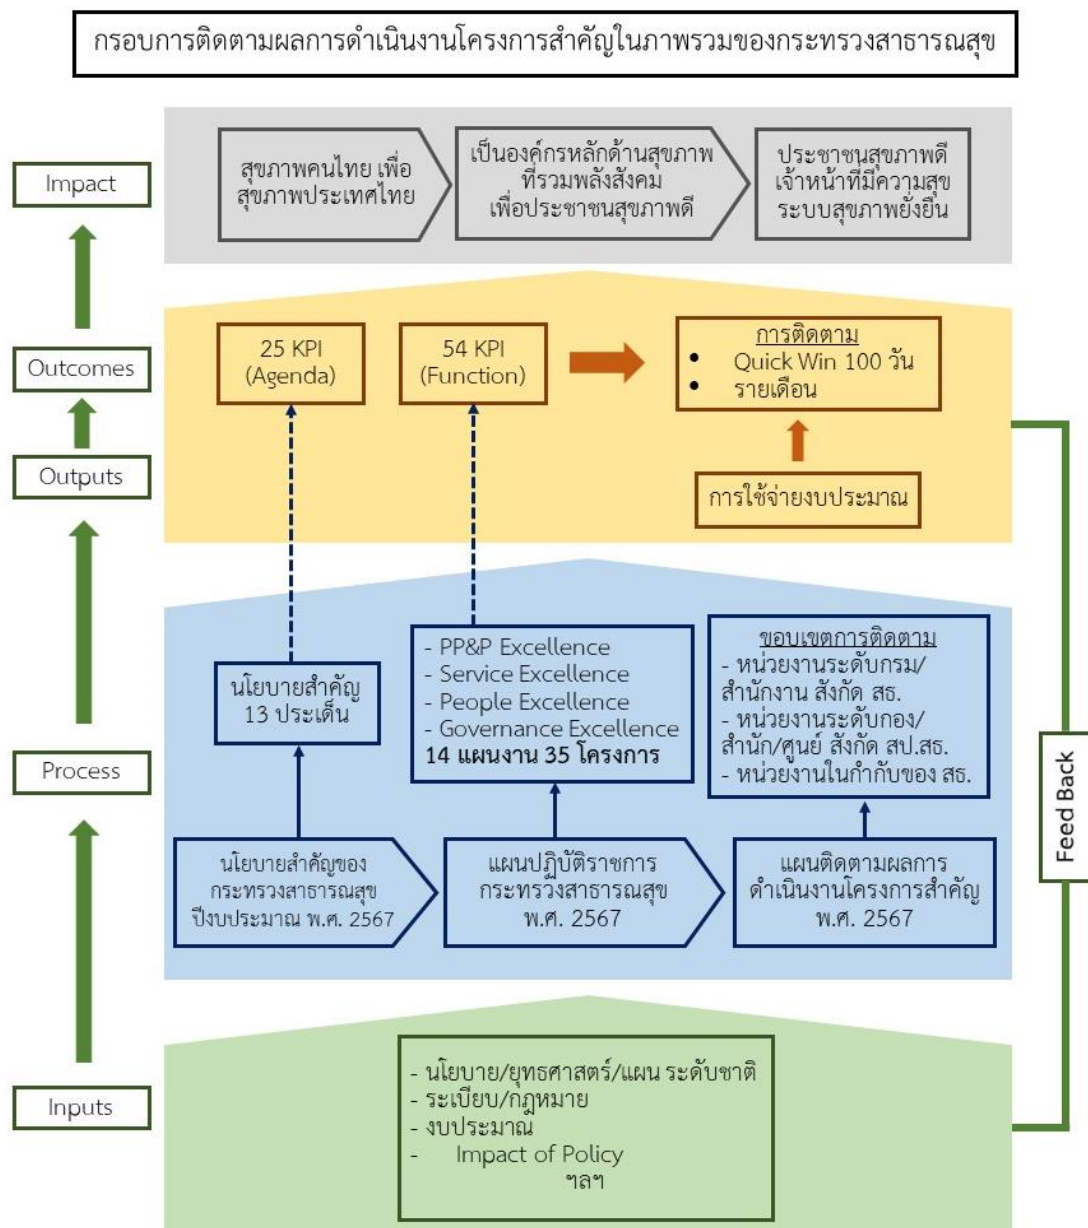 กรอบการติดตามผลการดำเนินงานโครงการสำคัญในภาพรวมของกระทรวงสาธารณสุข
Impact
สุขภาพคนไทย เพื่อ
สุขภาพประเทศไทย
เป็นองค์กรหลักด้านสุขภาพ
ที่รวมพลังสังคม
เพื่อประชาชนสุขภาพดี
ประชาชนสุขภาพดี
เจ้าหน้าที่มีความสุข
ระบบสุขภาพยั่งยืน
Outcomes
Outputs
25 KPI
(Agenda)
54 KPI
(Function)
การติดตาม
• Quick Win 100 วัน
• รายเดือน
การใช้จ่ายงบประมาณ
Process
นโยบายสำคัญ
13 ประเด็น
- PP&P Excellence
- Service Excellence
- People Excellence
- Governance Excellence
14 แผนงาน 35 โครงการ
ขอบเขตการติดตาม
- หน่วยงานระดับกรม/
สำนักงาน สังกัด สธ.
- หน่วยงานระดับกอง/
สำนัก/ศูนย์ สังกัด สป.สธ.
- หน่วยงานในกำกับของ สธ.
นโยบายสำคัญของ
กระทรวงสาธารณสุข
ปีงบประมาณ พ.ศ. 2567
แผนปฏิบัติราชการ
กระทรวงสาธารณสุข
พ.ศ. 2567
แผนติดตามผลการ
ดำเนินงานโครงการสำคัญ
พ.ศ. 2567
Feed Back
Inputs
- นโยบาย/ยุทธศาสตร์/แผน ระดับชาติ
- ระเบียบ/กฎหมาย
- งบประมาณ
- Impact of Policy
ฯลฯ